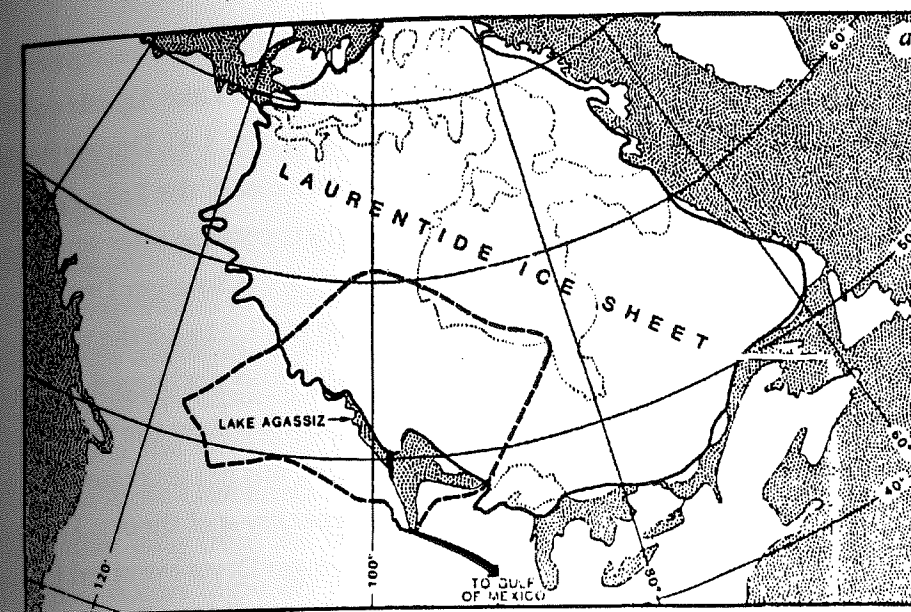 a
60°
LAURENTIDE ICE SHEET
50
LAKE AGASSIZ
60
40°
120°
100°
80°
TO GULF
OF MEXICO